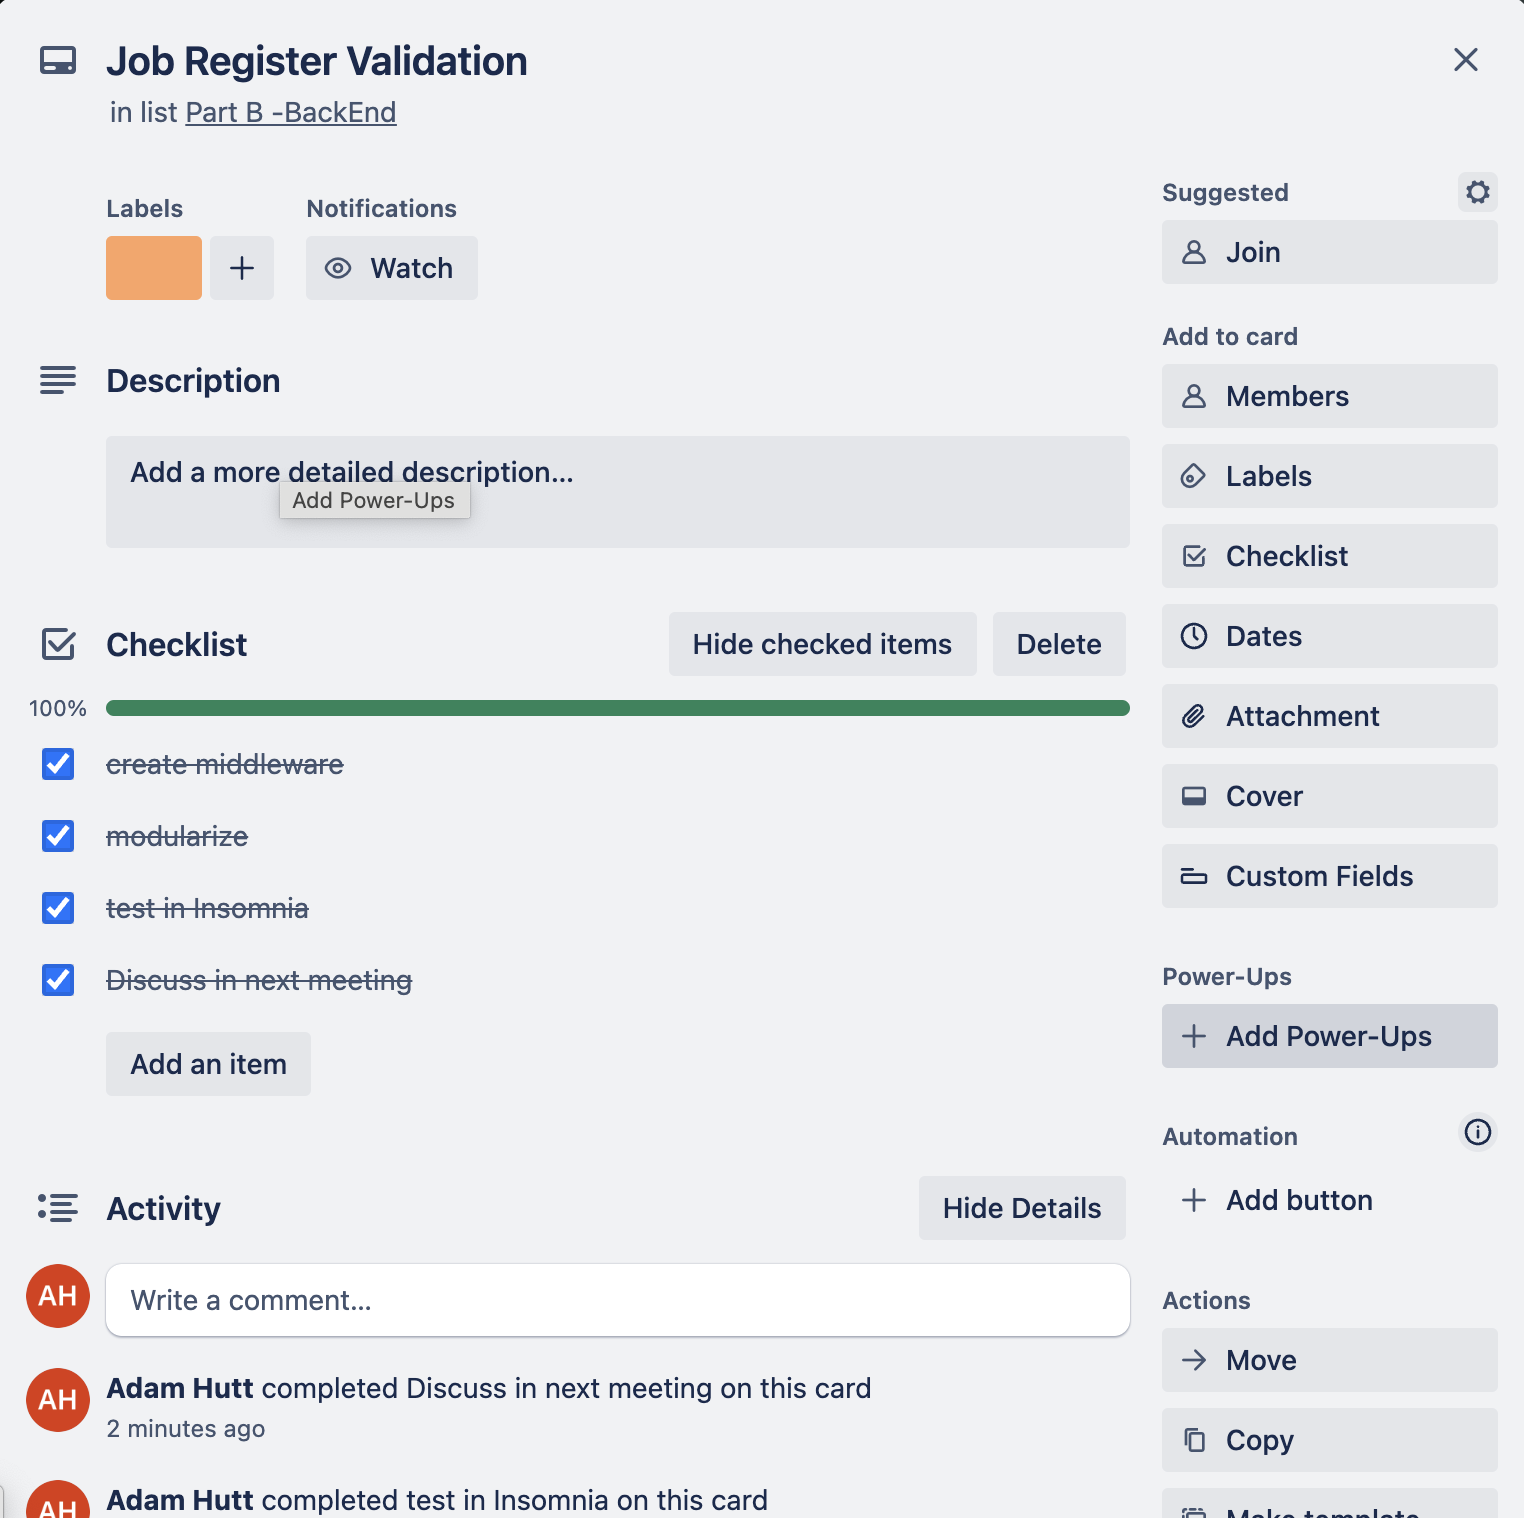 Job Register Validation
in list Part B -BackEnd
Labels
Notifications
Watch
Description
Add a more detailed description...
Add Power-Ups
Checklist
Hide checked items
Delete
100%
create middleware
modularize
test in Insomnia
Discuss in next meeting
Add an item
Activity
Hide Details
AH
Write a comment...
AH
Adam Hutt completed Discuss in next meeting on this card
2 minutes ago
AH
Adam Hutt completed test in Insomnia on this card
Suggested
Join
Add to card
Members
Labels
Checklist
Dates
Attachment
Cover
Custom Fields
Power-Ups
Add Power-Ups
Automation
Add button
Actions
Move
Copy
Make template